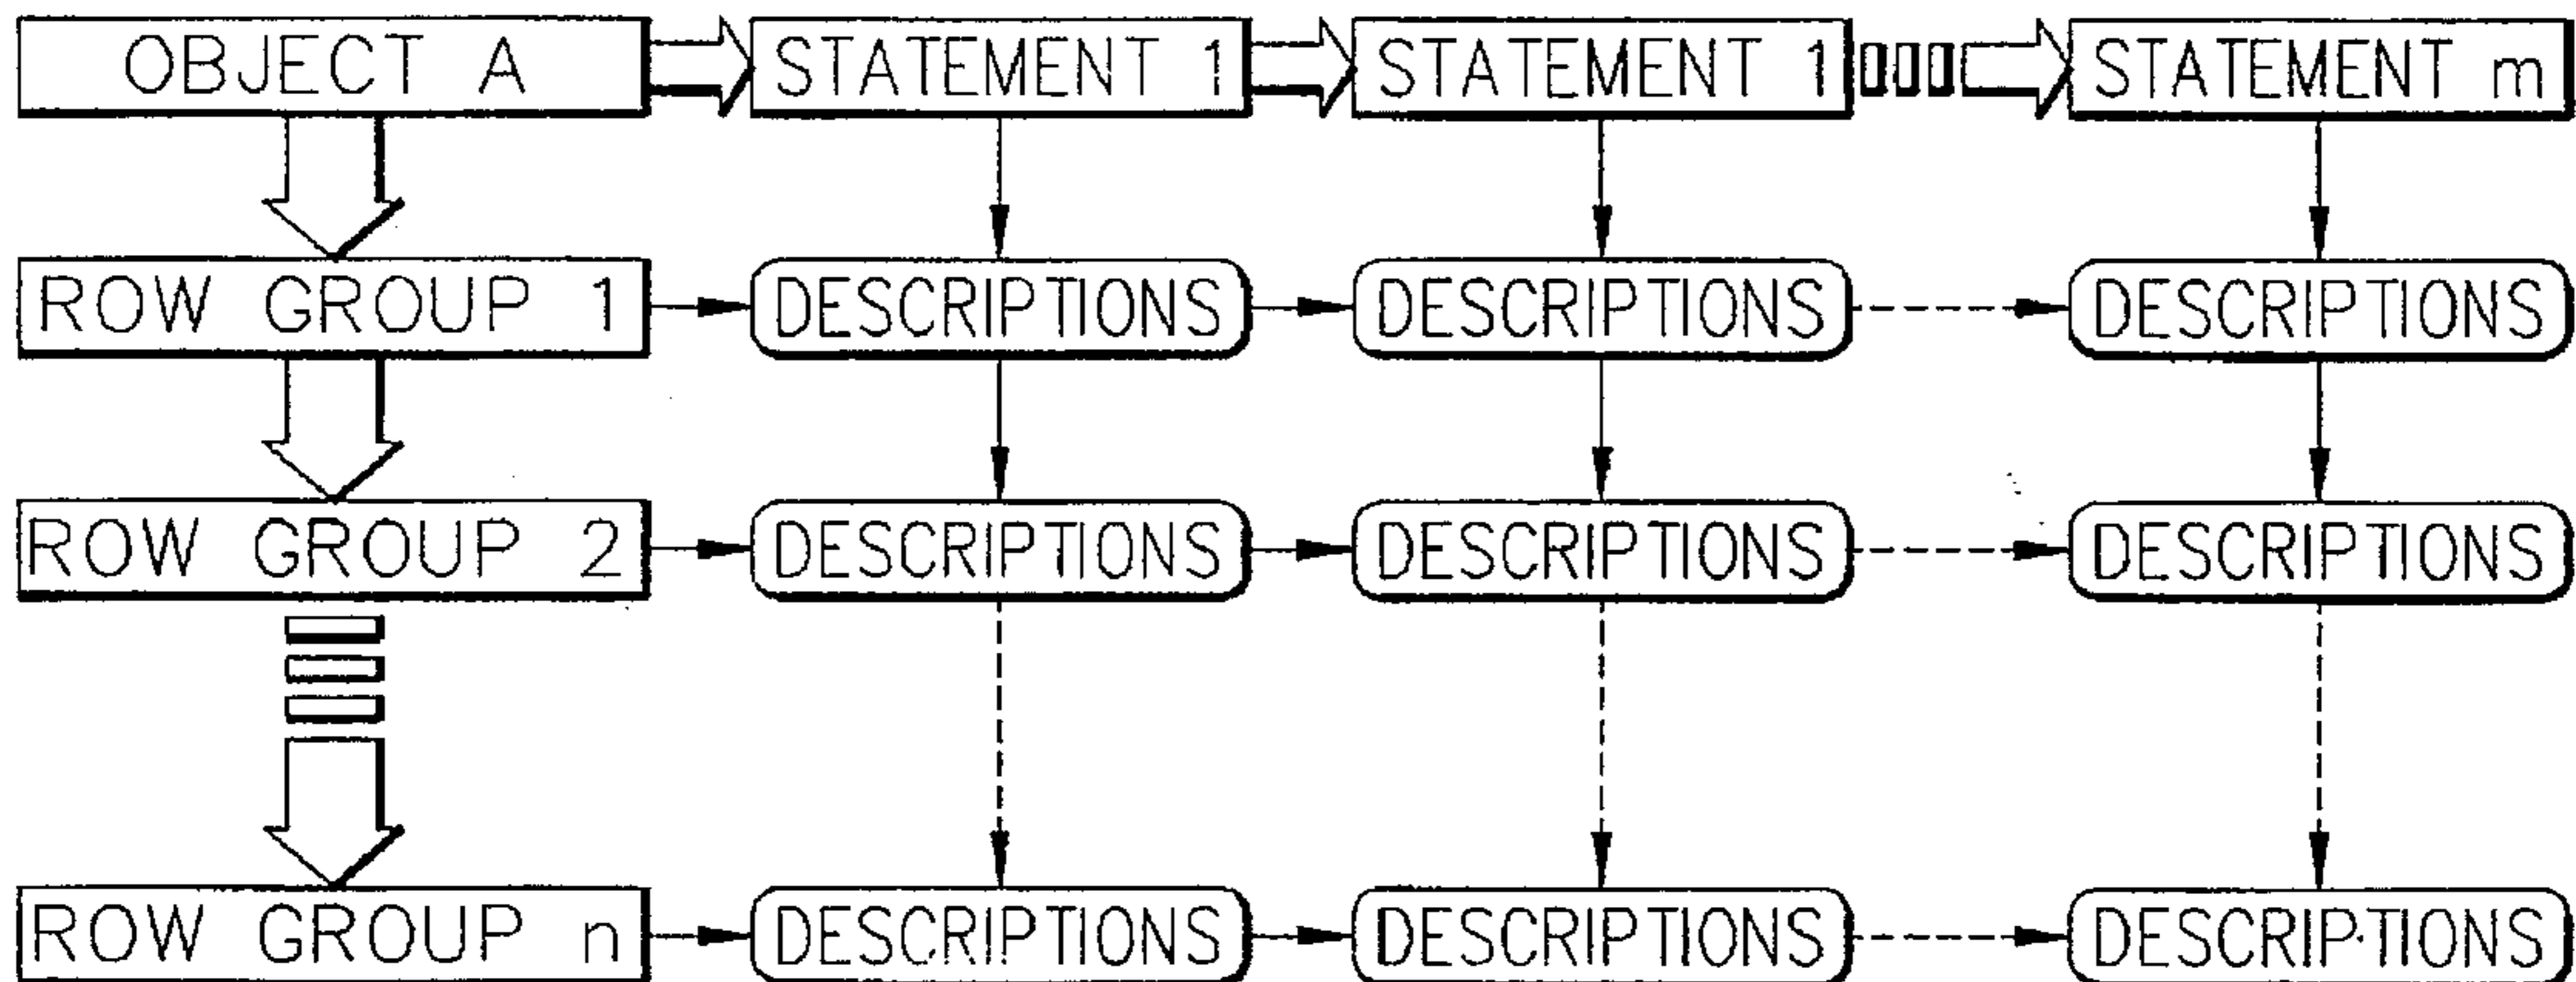 OBJECT A STATEMENT 1 STATEMENT 1 STATEMENT m
ROW GROUP 1 DESCRIPTIONS DESCRIPTIONS DESCRIPTIONS
ROW GROUP 2 DESCRIPTIONS DESCRIPTIONS DESCRIPTIONS
ROW GROUP n DESCRIPTIONS DESCRIPTIONS DESCRIPTIONS